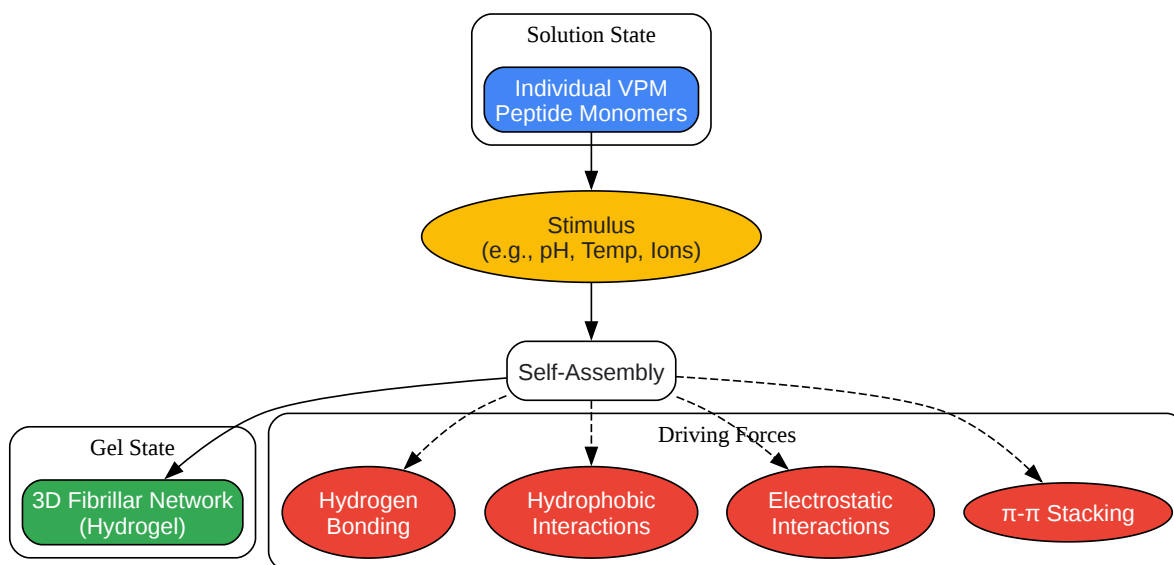 Solution State
Individual VPM
Peptide Monomers
Stimulus
(e.g., pH, Temp, Ions)
Self-Assembly
Gel State
3D Fibrillar Network
(Hydrogel)
Driving Forces
Hydrogen
Bonding
Hydrophobic
Interactions
Electrostatic
Interactions
π-π Stacking